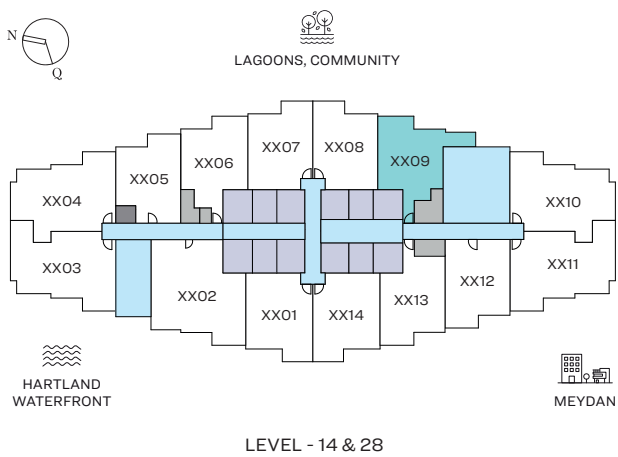 N
Q
LAGOONS, COMMUNITY
XX07
XX08
XX06
XX09
XX05
XX04
XX10
XX03
XX11
XX02
XX12
XX01
XX14
XX13
HARTLAND
WATERFRONT
MEYDAN
LEVEL - 14 & 28